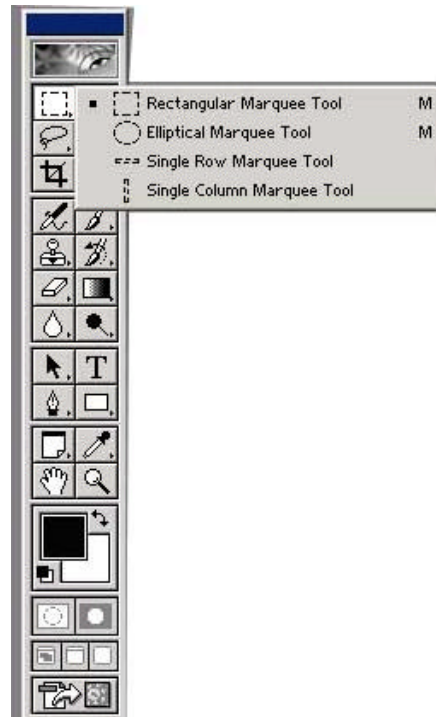 Rectangular Marquee Tool M
Elliptical Marquee Tool M
Single Row Marquee Tool
Single Column Marquee Tool
T